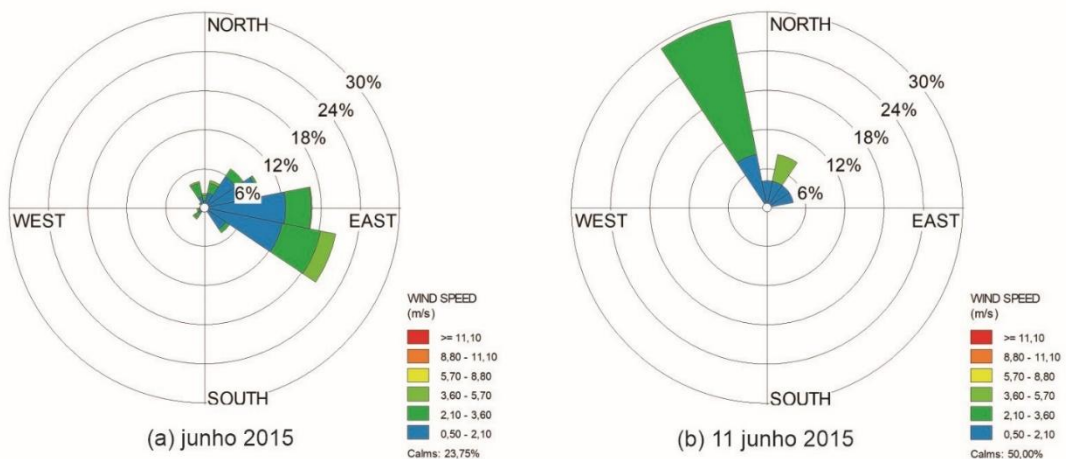 NORTH
30%
24%
18%
12%
6%
WEST
EAST
SOUTH
WIND SPEED
(m/s)
>= 11,10
8,80 - 11,10
5,70 - 8,80
3,60 - 5,70
2,10 - 3,60
0,50 - 2,10
Calms: 23,75%
(a) junho 2015
NORTH
30%
24%
18%
12%
6%
WEST
EAST
SOUTH
WIND SPEED
(m/s)
>= 11,10
8,80 - 11,10
5,70 - 8,80
3,60 - 5,70
2,10 - 3,60
0,50 - 2,10
Calms: 50,00%
(b) 11 junho 2015